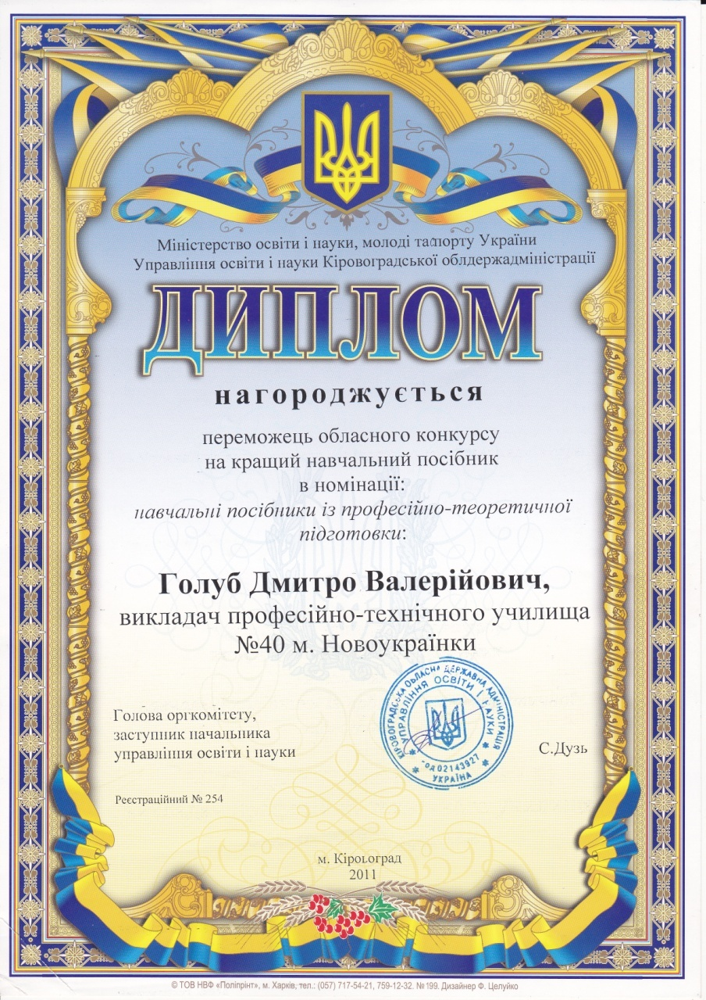 Міністерство освіти і науки, молоді тапорту України
Управління освіти і науки Кіровоградської облдержадміністрації
ДИПЛОМ
нагороджується
переможець обласного конкурсу
на кращий навчальний посібник
в номінації:
навчальні посібники із професійно-теоретичної
підготовки:
Голуб Дмитро Валерійович,
викладач професійно-технічного училища
№40 м. Новоукраїнки
КІРОВОГРАДСЬКА ОБЛАСНА ДЕРЖАВНА АДМІНІСТРАЦІЯ
УПРАВЛІННЯ ОСВІТИ І НАУКИ
код 02143927
УКРАЇНА
Голова оргкомітету,
заступник начальника
управління освіти і науки
С.Дузь
Реєстраційний № 254
м. Кіровоград
2011
© ТОВ НВФ «Поліпрінт», м. Харків, тел.: (057) 717-54-21, 759-12-32. №199. Дизайнер Ф. Целуйко